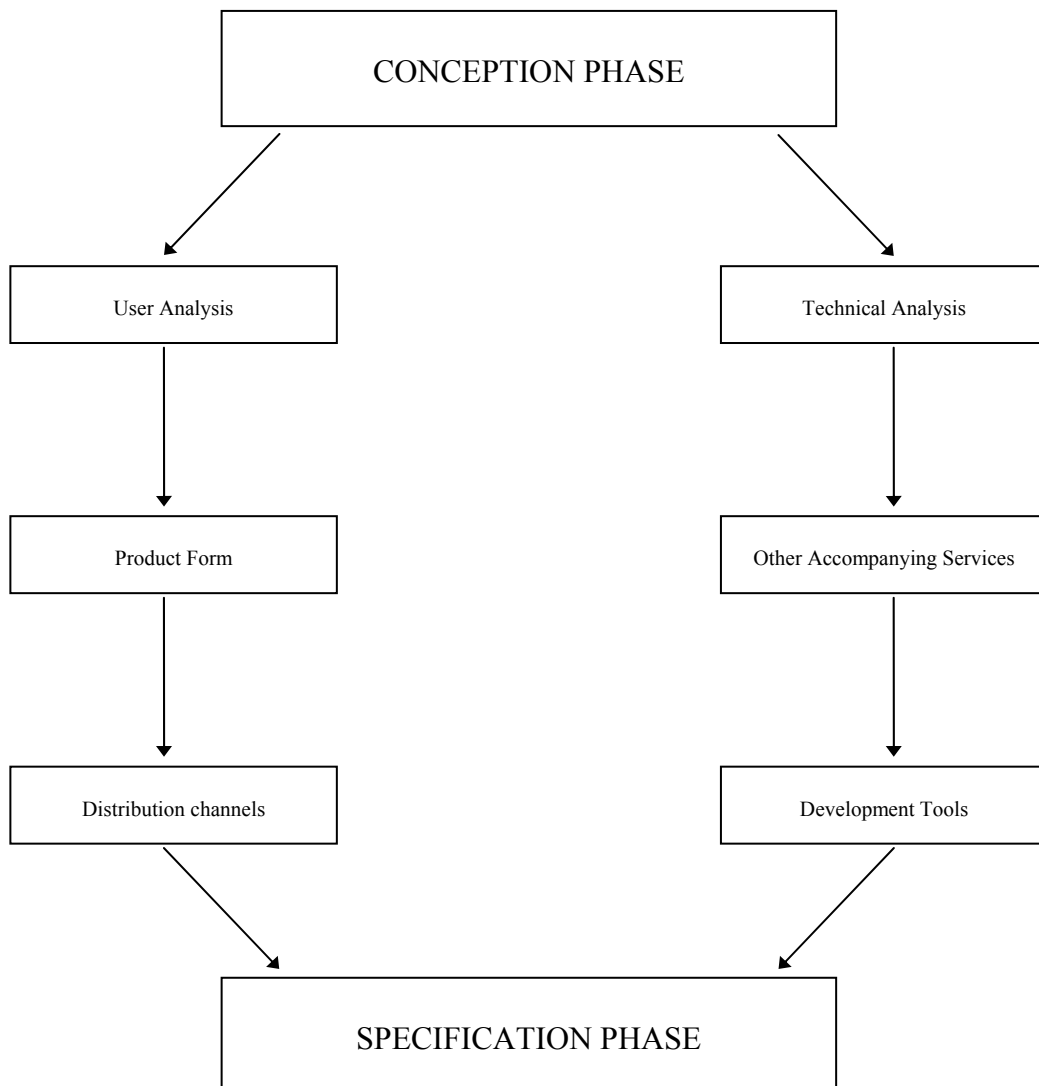 CONCEPTION PHASE
User Analysis
Technical Analysis
Product Form
Other Accompanying Services
Distribution channels
Development Tools
SPECIFICATION PHASE